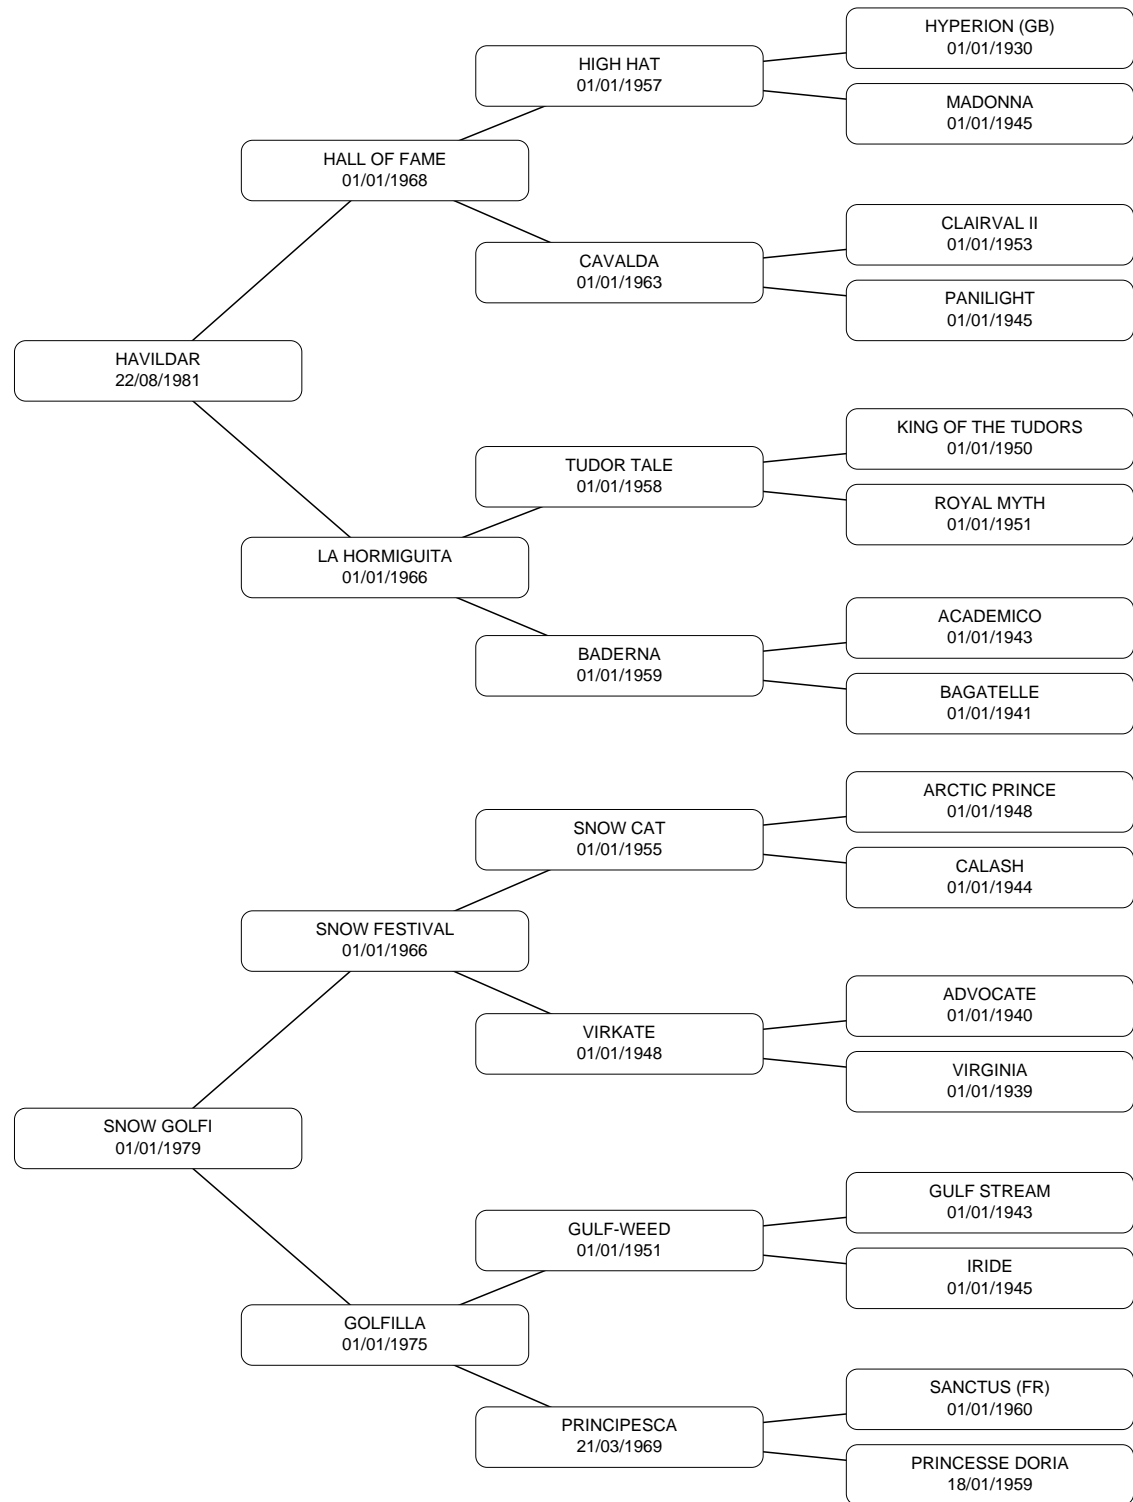 HYPERION (GB)
01/01/1930
HIGH HAT
01/01/1957
MADONNA
01/01/1945
HALL OF FAME
01/01/1968
CLAIRVAL II
01/01/1953
CAVALDA
01/01/1963
PANILIGHT
01/01/1945
HAVILDAR
22/08/1981
KING OF THE TUDORS
01/01/1950
TUDOR TALE
01/01/1958
ROYAL MYTH
01/01/1951
LA HORMIGUITA
01/01/1966
ACADEMICO
01/01/1943
BADERNA
01/01/1959
BAGATELLE
01/01/1941
ARCTIC PRINCE
01/01/1948
SNOW CAT
01/01/1955
CALASH
01/01/1944
SNOW FESTIVAL
01/01/1966
ADVOCATE
01/01/1940
VIRKATE
01/01/1948
VIRGINIA
01/01/1939
SNOW GOLFI
01/01/1979
GULF STREAM
01/01/1943
GULF-WEED
01/01/1951
IRIDE
01/01/1945
GOLFILLA
01/01/1975
SANCTUS (FR)
01/01/1960
PRINCIPESCA
21/03/1969
PRINCESSE DORIA
18/01/1959